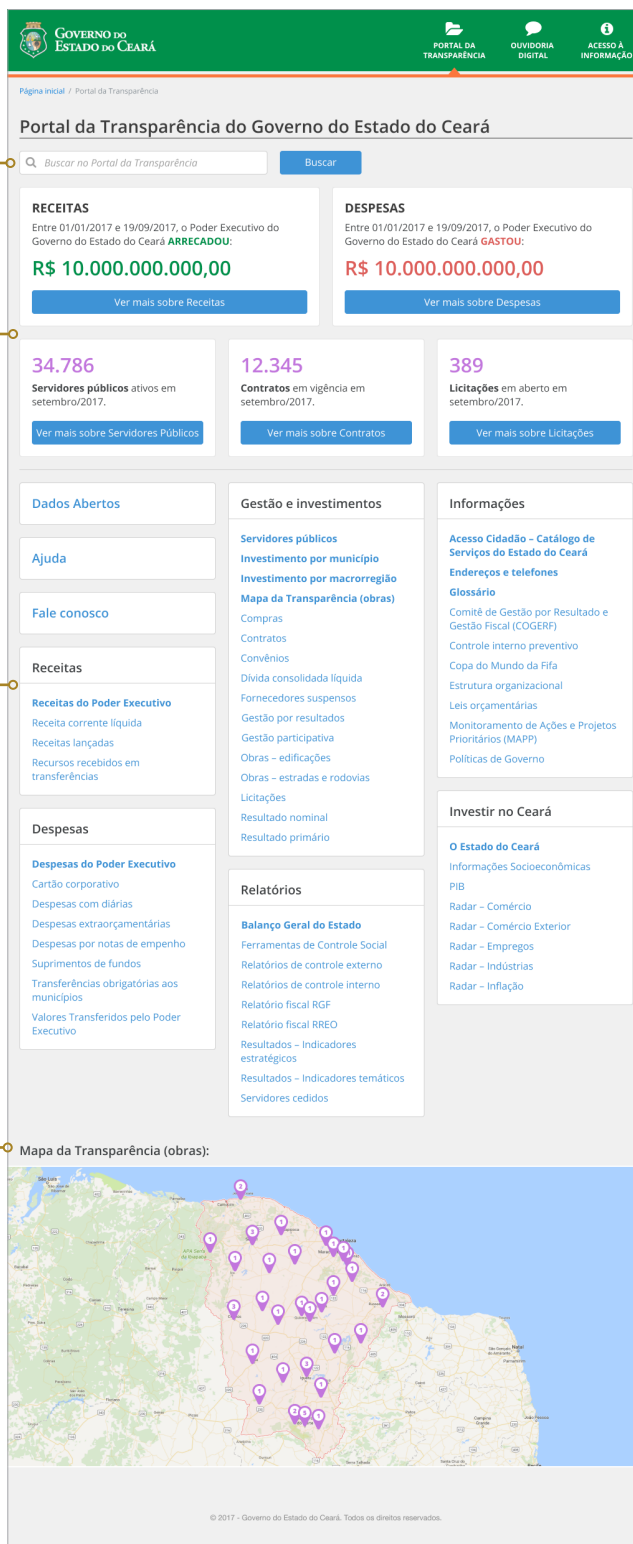 GOVERNO DO
ESTADO DO CEARÁ
PORTAL DA
TRANSPARÊNCIA
OUVIDORIA
DIGITAL
ACESSO À
INFORMAÇÃO
Página inicial / Portal da Transparência
Portal da Transparência do Governo do Estado do Ceará
Buscar no Portal da Transparência
Buscar
RECEITAS
Entre 01/01/2017 e 19/09/2017, o Poder Executivo do
Governo do Estado do Ceará ARRECADOU:
R$ 10.000.000.000,00
Ver mais sobre Receitas
DESPESAS
Entre 01/01/2017 e 19/09/2017, o Poder Executivo do
Governo do Estado do Ceará GASTOU:
R$ 10.000.000.000,00
Ver mais sobre Despesas
34.786
Servidores públicos ativos em
setembro/2017.
Ver mais sobre Servidores Públicos
12.345
Contratos em vigência em
setembro/2017.
Ver mais sobre Contratos
389
Licitações em aberto em
setembro/2017.
Ver mais sobre Licitações
Dados Abertos
Ajuda
Fale conosco
Receitas
Receitas do Poder Executivo
Receita corrente líquida
Receitas lançadas
Recursos recebidos em
transferências
Despesas
Despesas do Poder Executivo
Cartão corporativo
Despesas com diárias
Despesas extraorçamentárias
Despesas por notas de empenho
Suprimentos de fundos
Transferências obrigatórias aos
municípios
Valores Transferidos pelo Poder
Executivo
Gestão e investimentos
Servidores públicos
Investimento por município
Investimento por macrorregião
Mapa da Transparência (obras)
Compras
Contratos
Convênios
Dívida consolidada líquida
Fornecedores suspensos
Gestão por resultados
Gestão participativa
Obras – edificações
Obras – estradas e rodovias
Licitações
Resultado nominal
Resultado primário
Relatórios
Balanço Geral do Estado
Ferramentas de Controle Social
Relatórios de controle externo
Relatórios de controle interno
Relatório fiscal RGF
Relatório fiscal RREO
Resultados – Indicadores
estratégicos
Resultados – Indicadores temáticos
Servidores cedidos
Informações
Acesso Cidadão – Catálogo de
Serviços do Estado do Ceará
Endereços e telefones
Glossário
Comitê de Gestão por Resultado e
Gestão Fiscal (COGERF)
Controle interno preventivo
Copa do Mundo da Fifa
Estrutura organizacional
Leis orçamentárias
Monitoramento de Ações e Projetos
Prioritários (MAPP)
Políticas de Governo
Investir no Ceará
O Estado do Ceará
Informações Socioeconômicas
PIB
Radar – Comércio
Radar – Comércio Exterior
Radar – Empregos
Radar – Indústrias
Radar – Inflação
Mapa da Transparência (obras):
São Luís
Teresina
Mossoró
Natal
Parnamirim
Campina
Grande
João Pessoa
© 2017 - Governo do Estado do Ceará. Todos os direitos reservados.